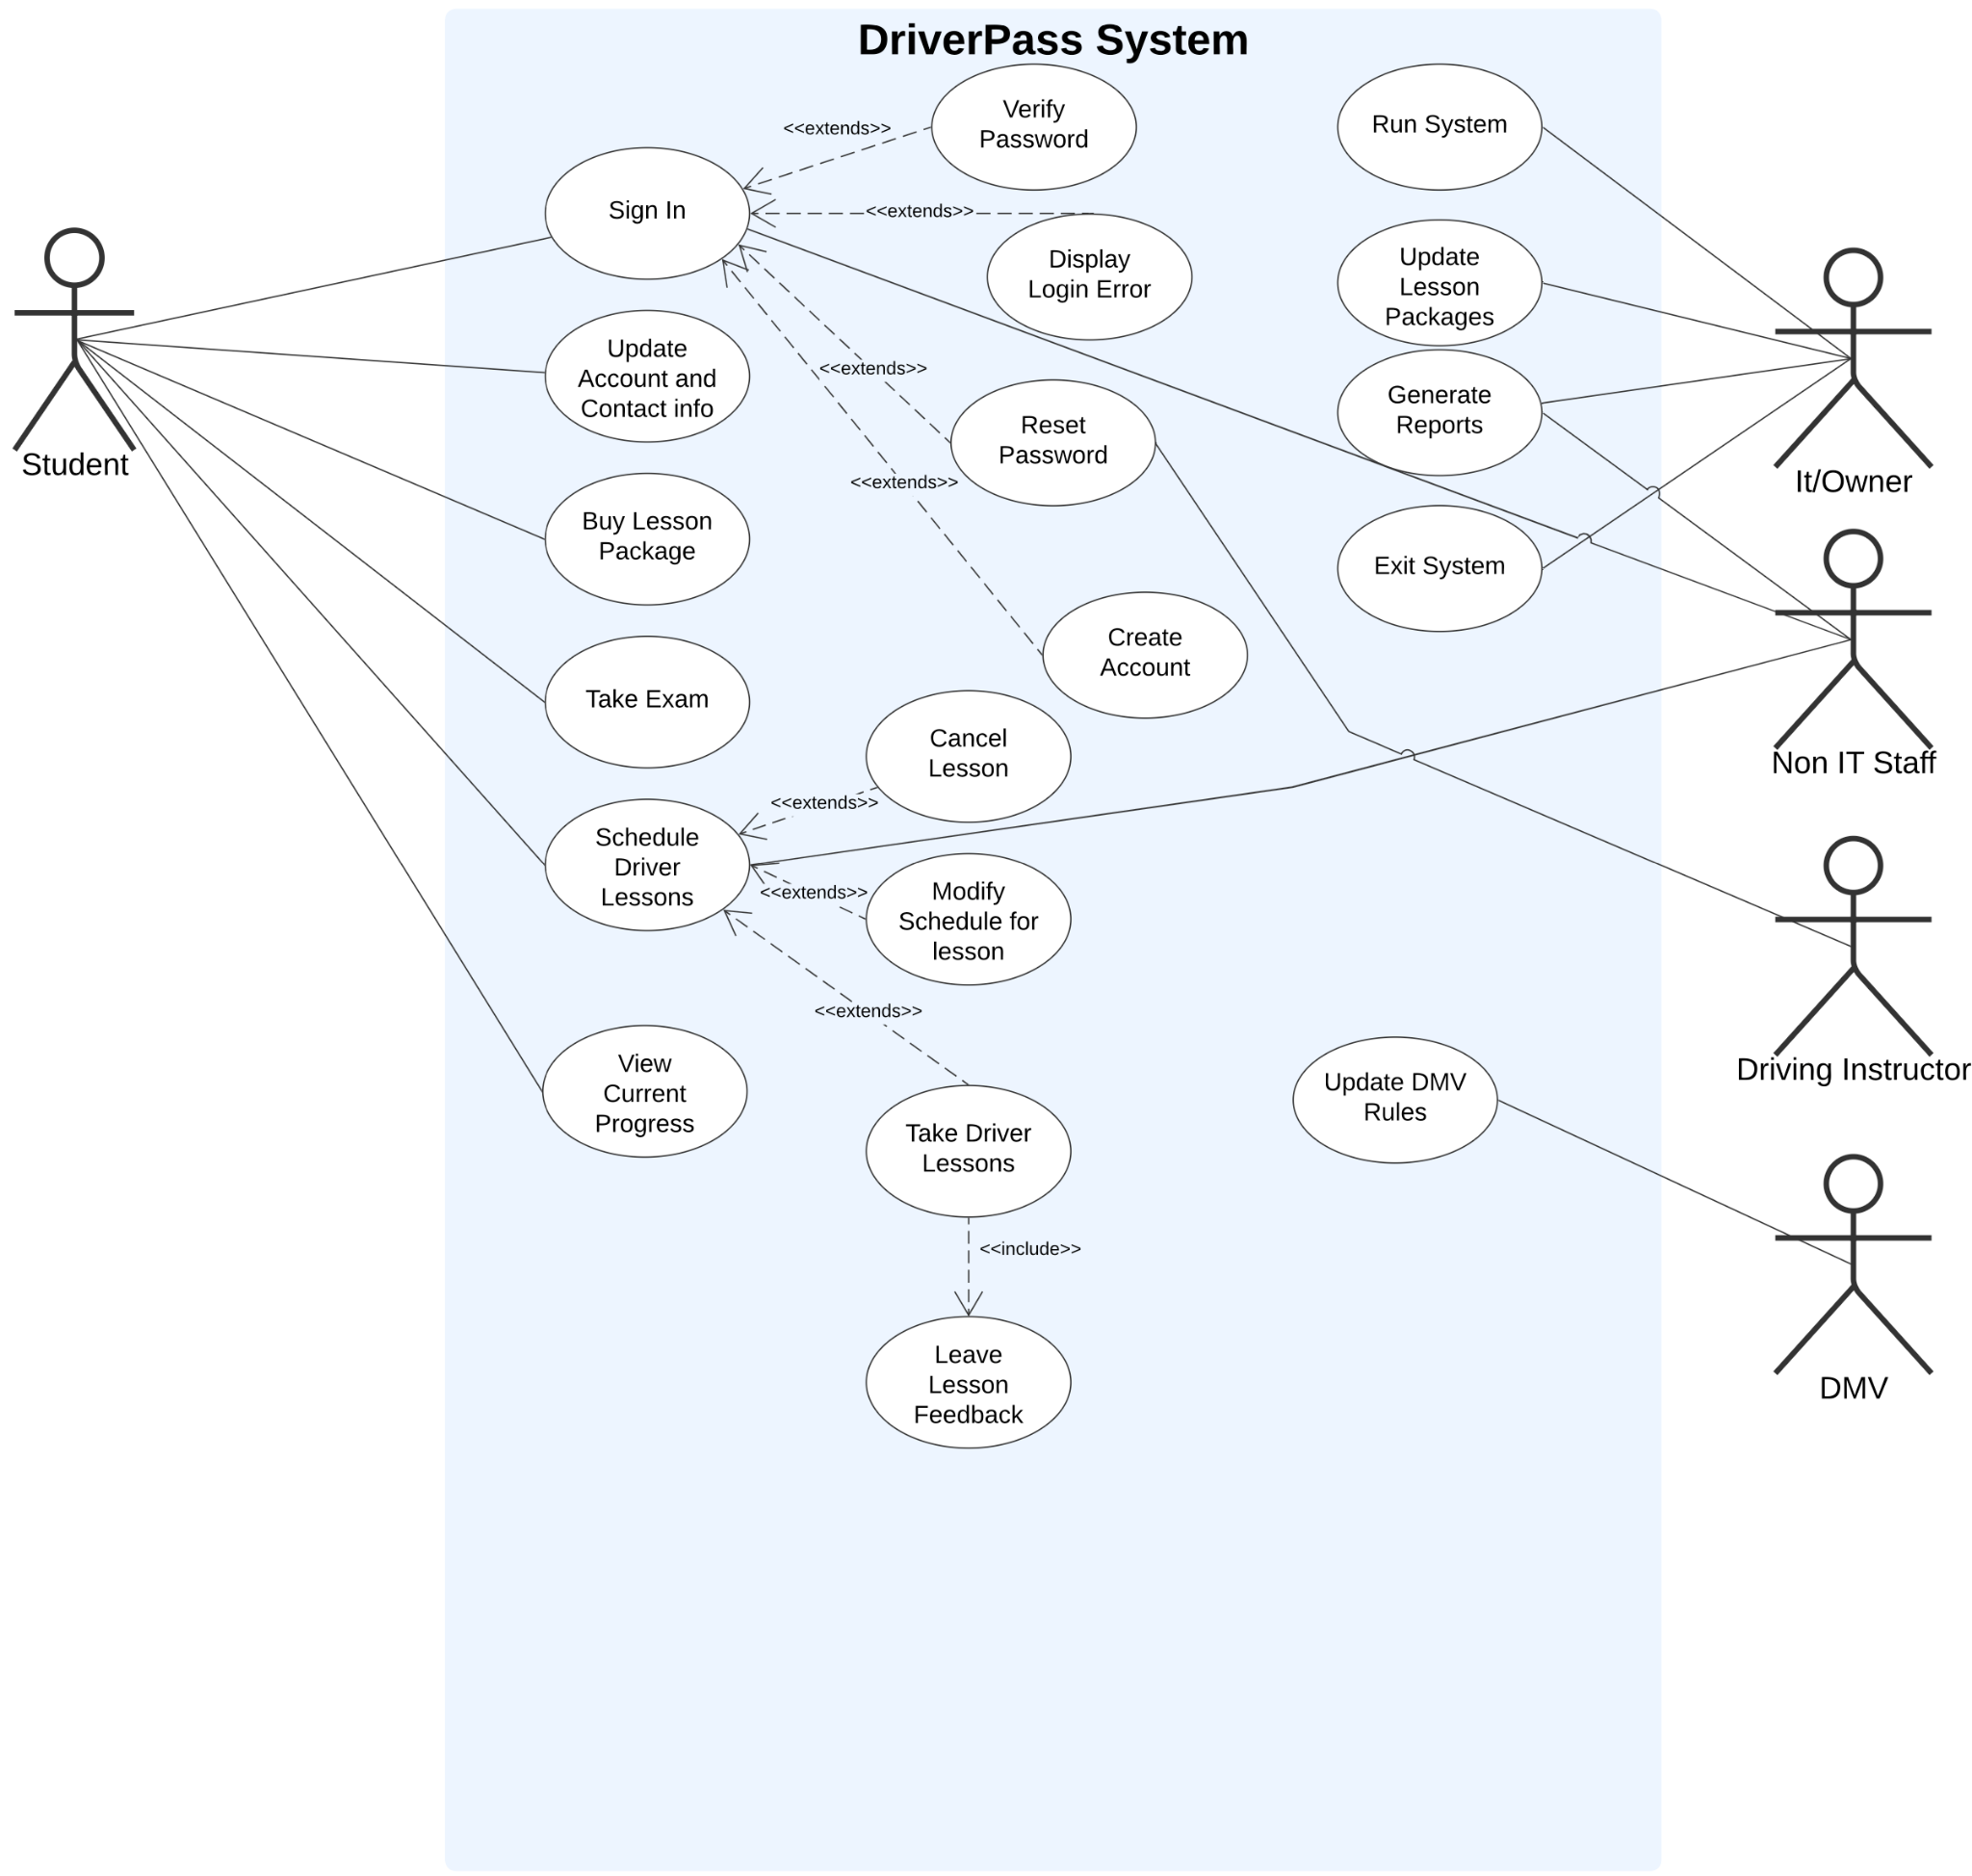 DriverPass System
Verify
Password
Run System
<<extends>>
Sign In
<<extends>>
Display
Login Error
Update
Lesson
Packages
Update
Account and
Contact info
<<extends>>
Generate
Reports
Student
Reset
Password
It/Owner
<<extends>>
Buy Lesson
Package
Exit System
Create
Account
Take Exam
Cancel
Lesson
Non IT Staff
<<extends>>
Schedule
Driver
Lessons
<<extends>>
Modify
Schedule for
lesson
<<extends>>
View
Current
Progress
Driving Instructor
Update DMV
Rules
Take Driver
Lessons
<<include>>
Leave
Lesson
Feedback
DMV